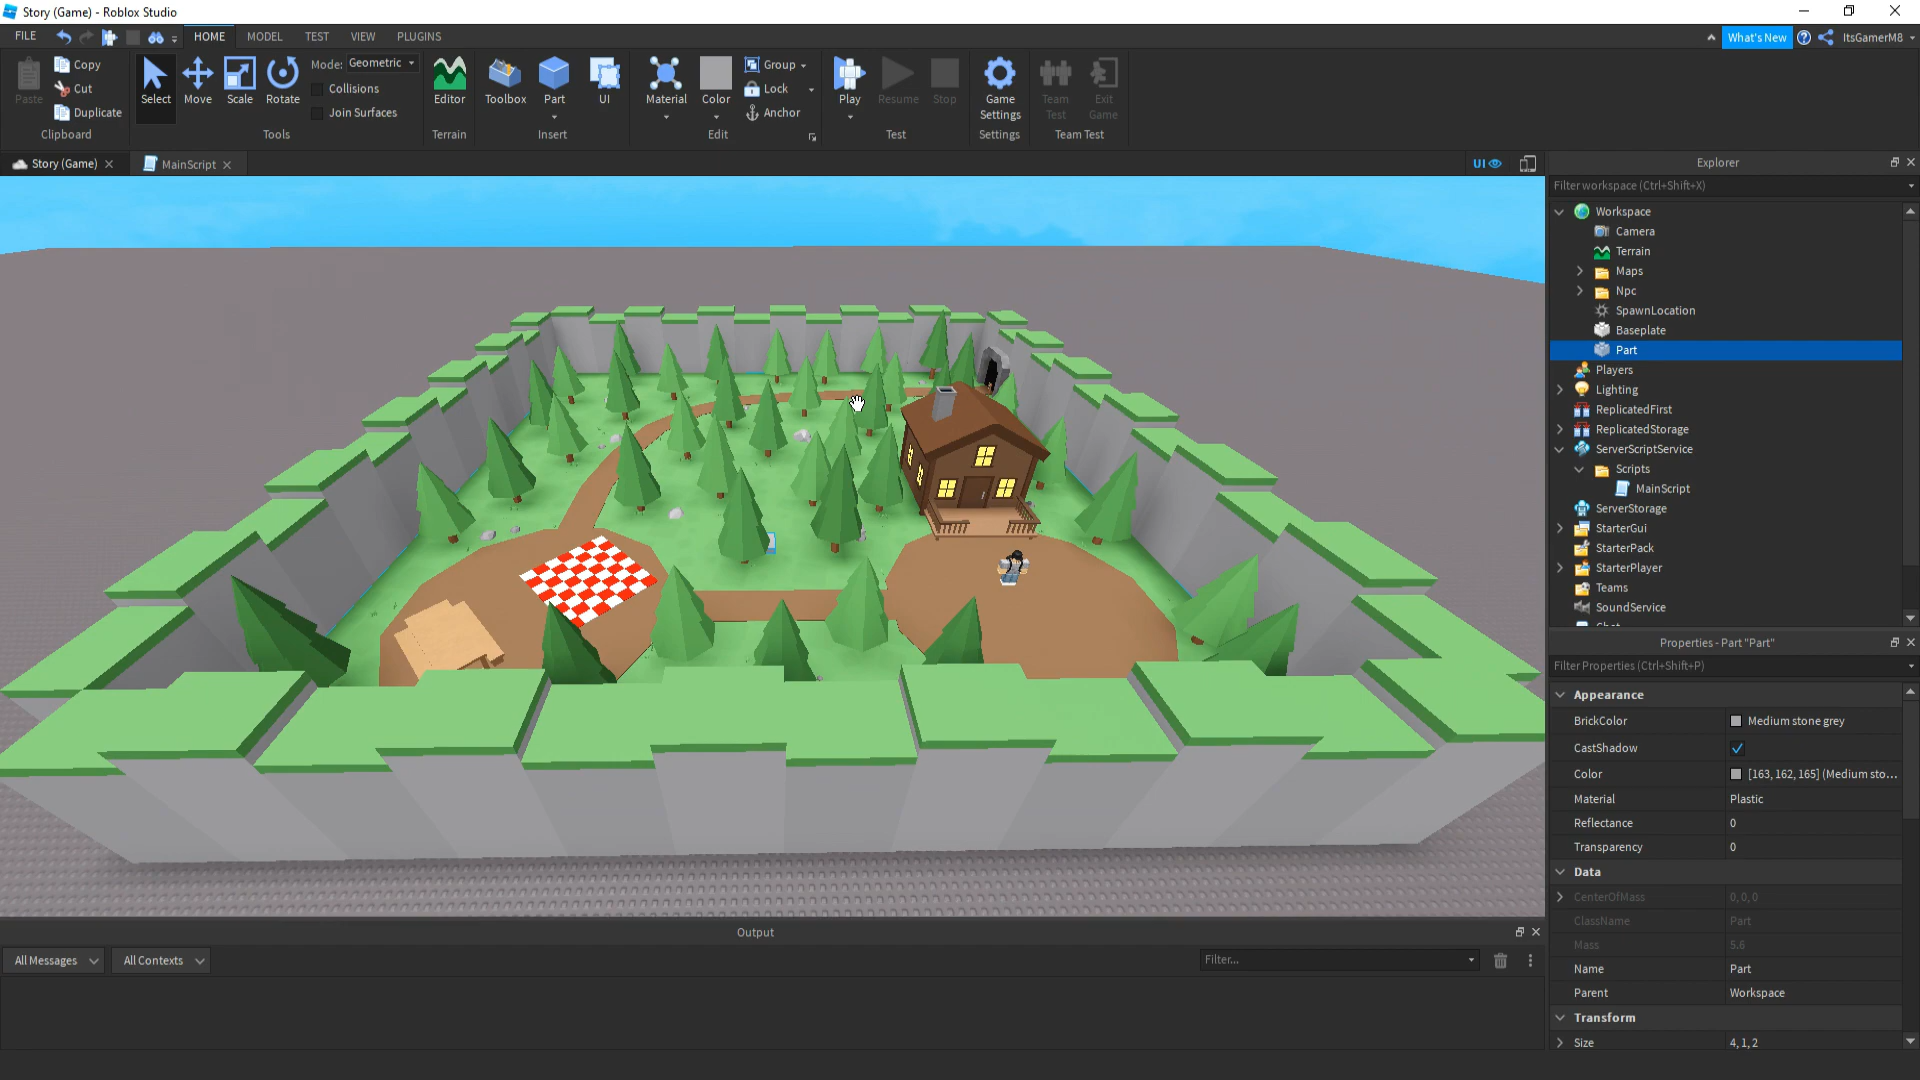 Story (Game) - Roblox Studio
FILE HOME MODEL TEST VIEW PLUGINS What's New ItsGamerM8
Paste Copy Cut Duplicate Clipboard
Select Move Scale Rotate Mode: Geometric Collisions Join Surfaces Tools
Editor Terrain
Toolbox Part UI Insert
Material Color Group Lock Anchor Edit
Play Resume Stop Test
Game Settings Settings
Team Test Exit Game Team Test
Story (Game) MainScript UI
Explorer
Filter workspace (Ctrl+Shift+X)
Workspace
Camera
Terrain
Maps
Npc
SpawnLocation
Baseplate
Part
Players
Lighting
ReplicatedFirst
ReplicatedStorage
ServerScriptService
Scripts
MainScript
ServerStorage
StarterGui
StarterPack
StarterPlayer
Teams
SoundService
Properties - Part "Part"
Filter Properties (Ctrl+Shift+P)
Appearance
BrickColor Medium stone grey
CastShadow
Color [163, 162, 165] (Medium sto...
Material Plastic
Reflectance 0
Transparency 0
Data
CenterOfMass 0, 0, 0
ClassName Part
Mass 5.6
Name Part
Parent Workspace
Transform
Size 4, 1, 2
Output
All Messages All Contexts Filter...